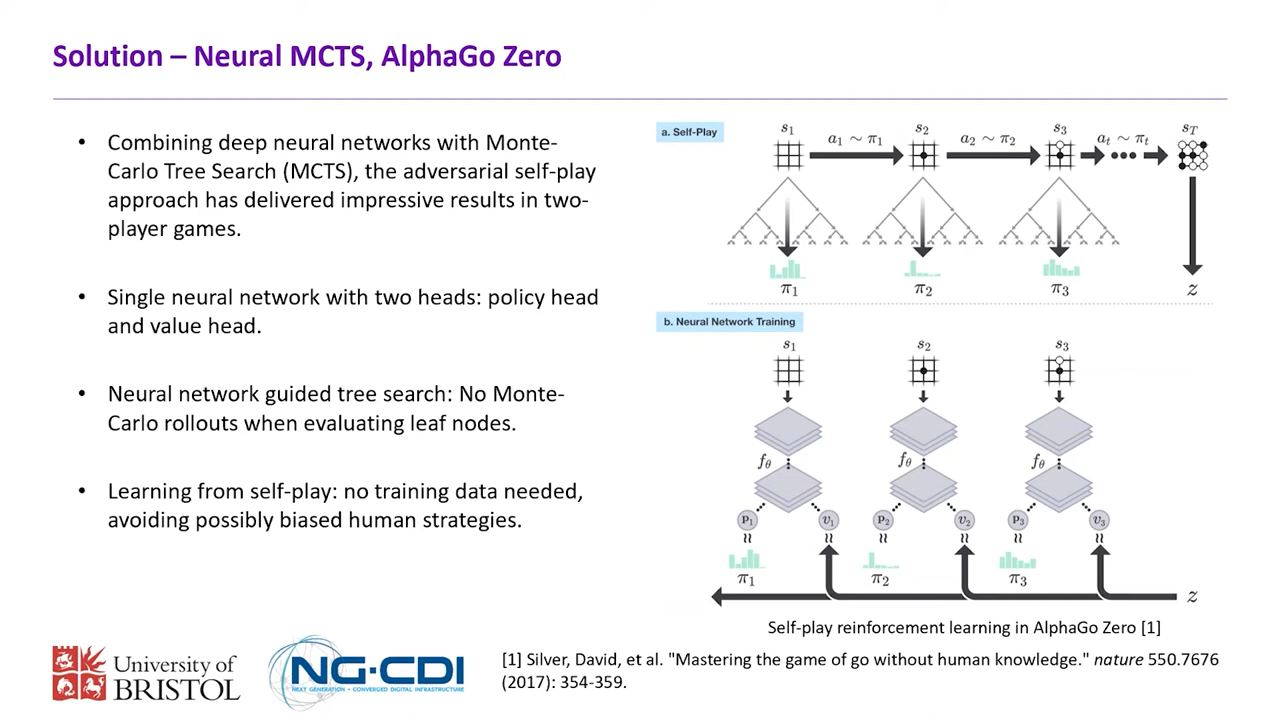 Solution – Neural MCTS, AlphaGo Zero
• Combining deep neural networks with Monte-
Carlo Tree Search (MCTS), the adversarial self-play
approach has delivered impressive results in two-
player games.
• Single neural network with two heads: policy head
and value head.
• Neural network guided tree search: No Monte-
Carlo rollouts when evaluating leaf nodes.
• Learning from self-play: no training data needed,
avoiding possibly biased human strategies.
a. Self-Play
s₁ a₁ ~ π₁ s₂ a₂ ~ π₂ s₃ aₜ ~ πₜ s_T
π₁ π₂ π₃ z
b. Neural Network Training
s₁ s₂ s₃
f_θ f_θ f_θ
p₁ v₁ p₂ v₂ p₃ v₃
≈ ≈ ≈
π₁ π₂ π₃
z
Self-play reinforcement learning in AlphaGo Zero [1]
University of
BRISTOL
NG·CDI
NEXT GENERATION - CONVERGED DIGITAL INFRASTRUCTURE
[1] Silver, David, et al. "Mastering the game of go without human knowledge." nature 550.7676
(2017): 354-359.